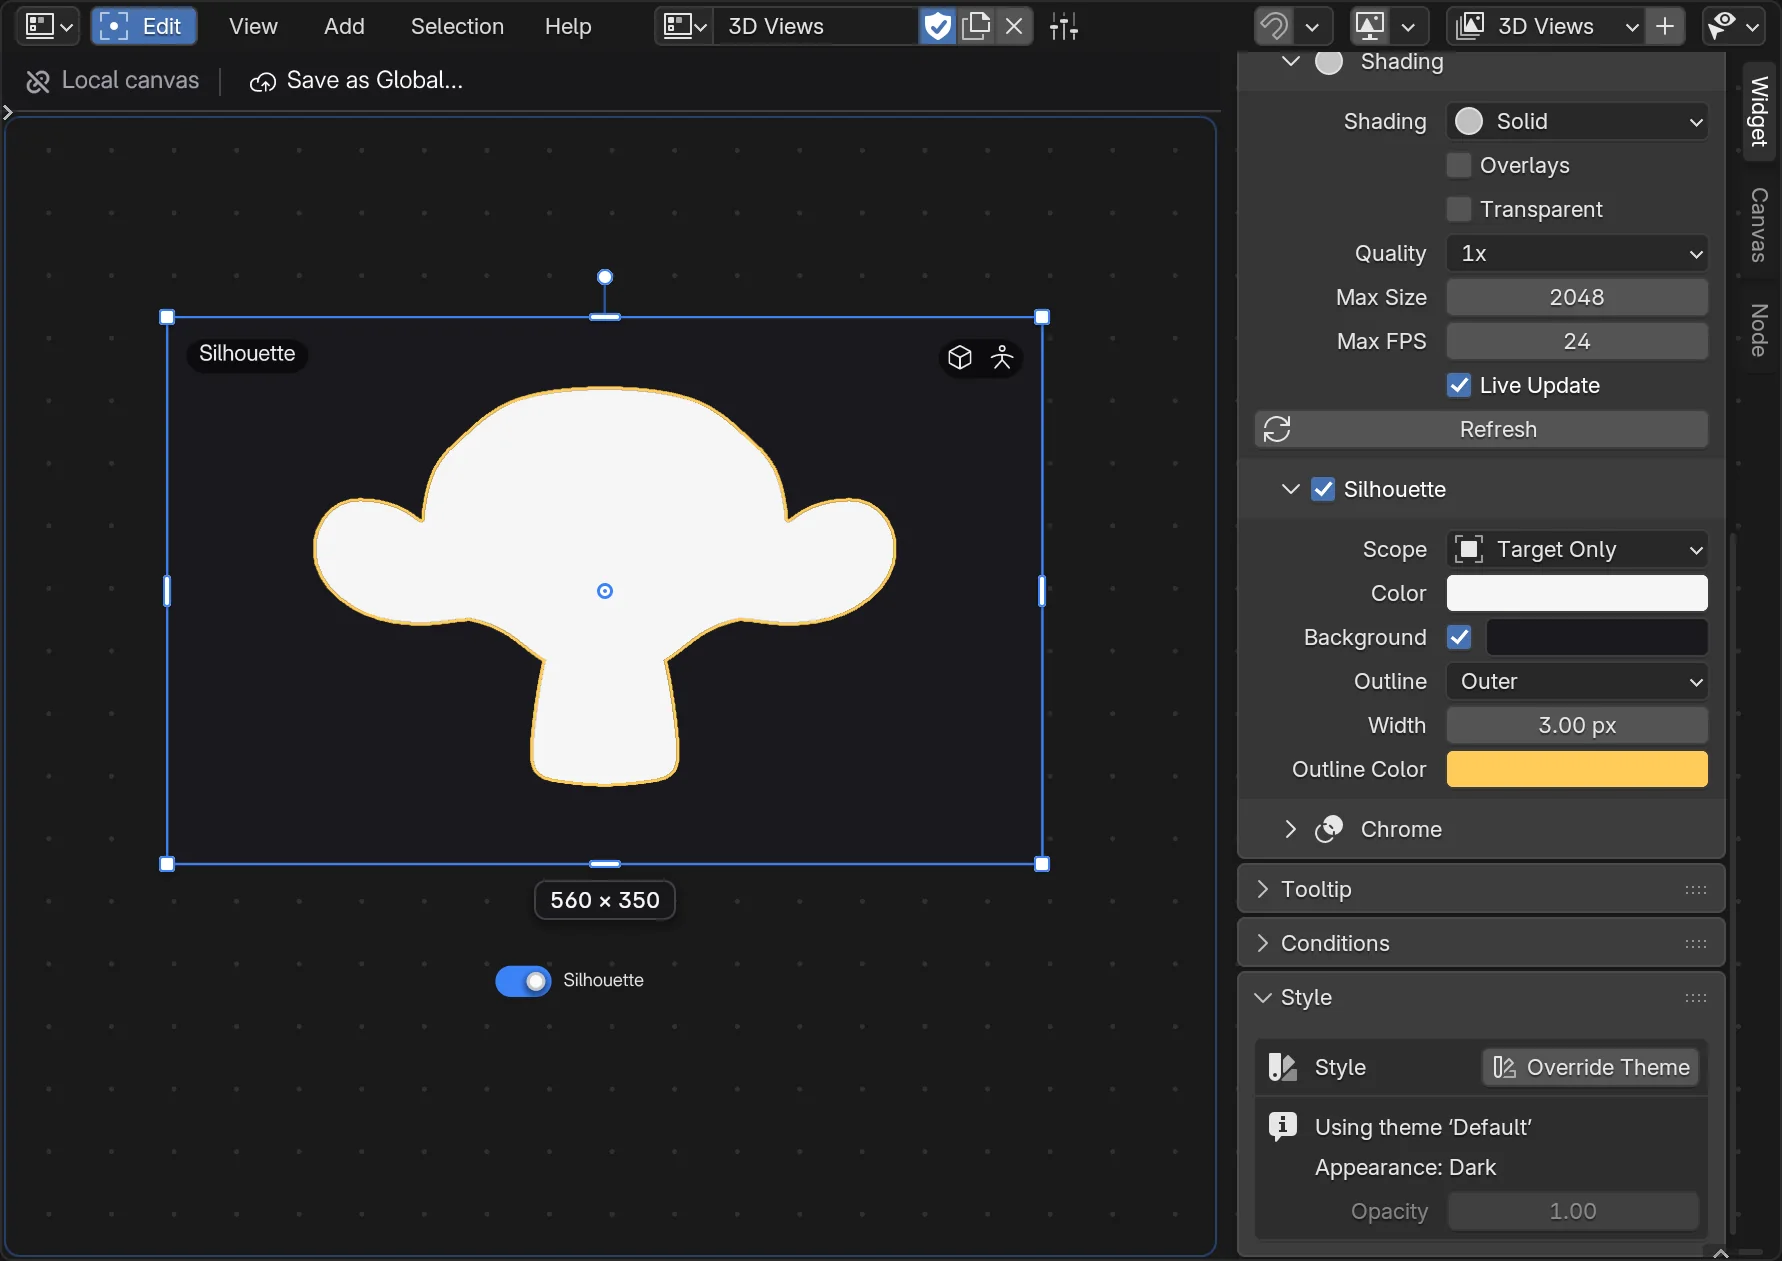 Edit View Add Selection Help 3D Views 3D Views
Local canvas Save as Global...
Silhouette
560 × 350
Silhouette
Shading
Shading Solid
Overlays
Transparent
Quality 1x
Max Size 2048
Max FPS 24
Live Update
Refresh
Silhouette
Scope Target Only
Color
Background
Outline Outer
Width 3.00 px
Outline Color
Chrome
Tooltip
Conditions
Style
Style Override Theme
Using theme ‘Default’
Appearance: Dark
Opacity 1.00
Widget
Canvas
Node